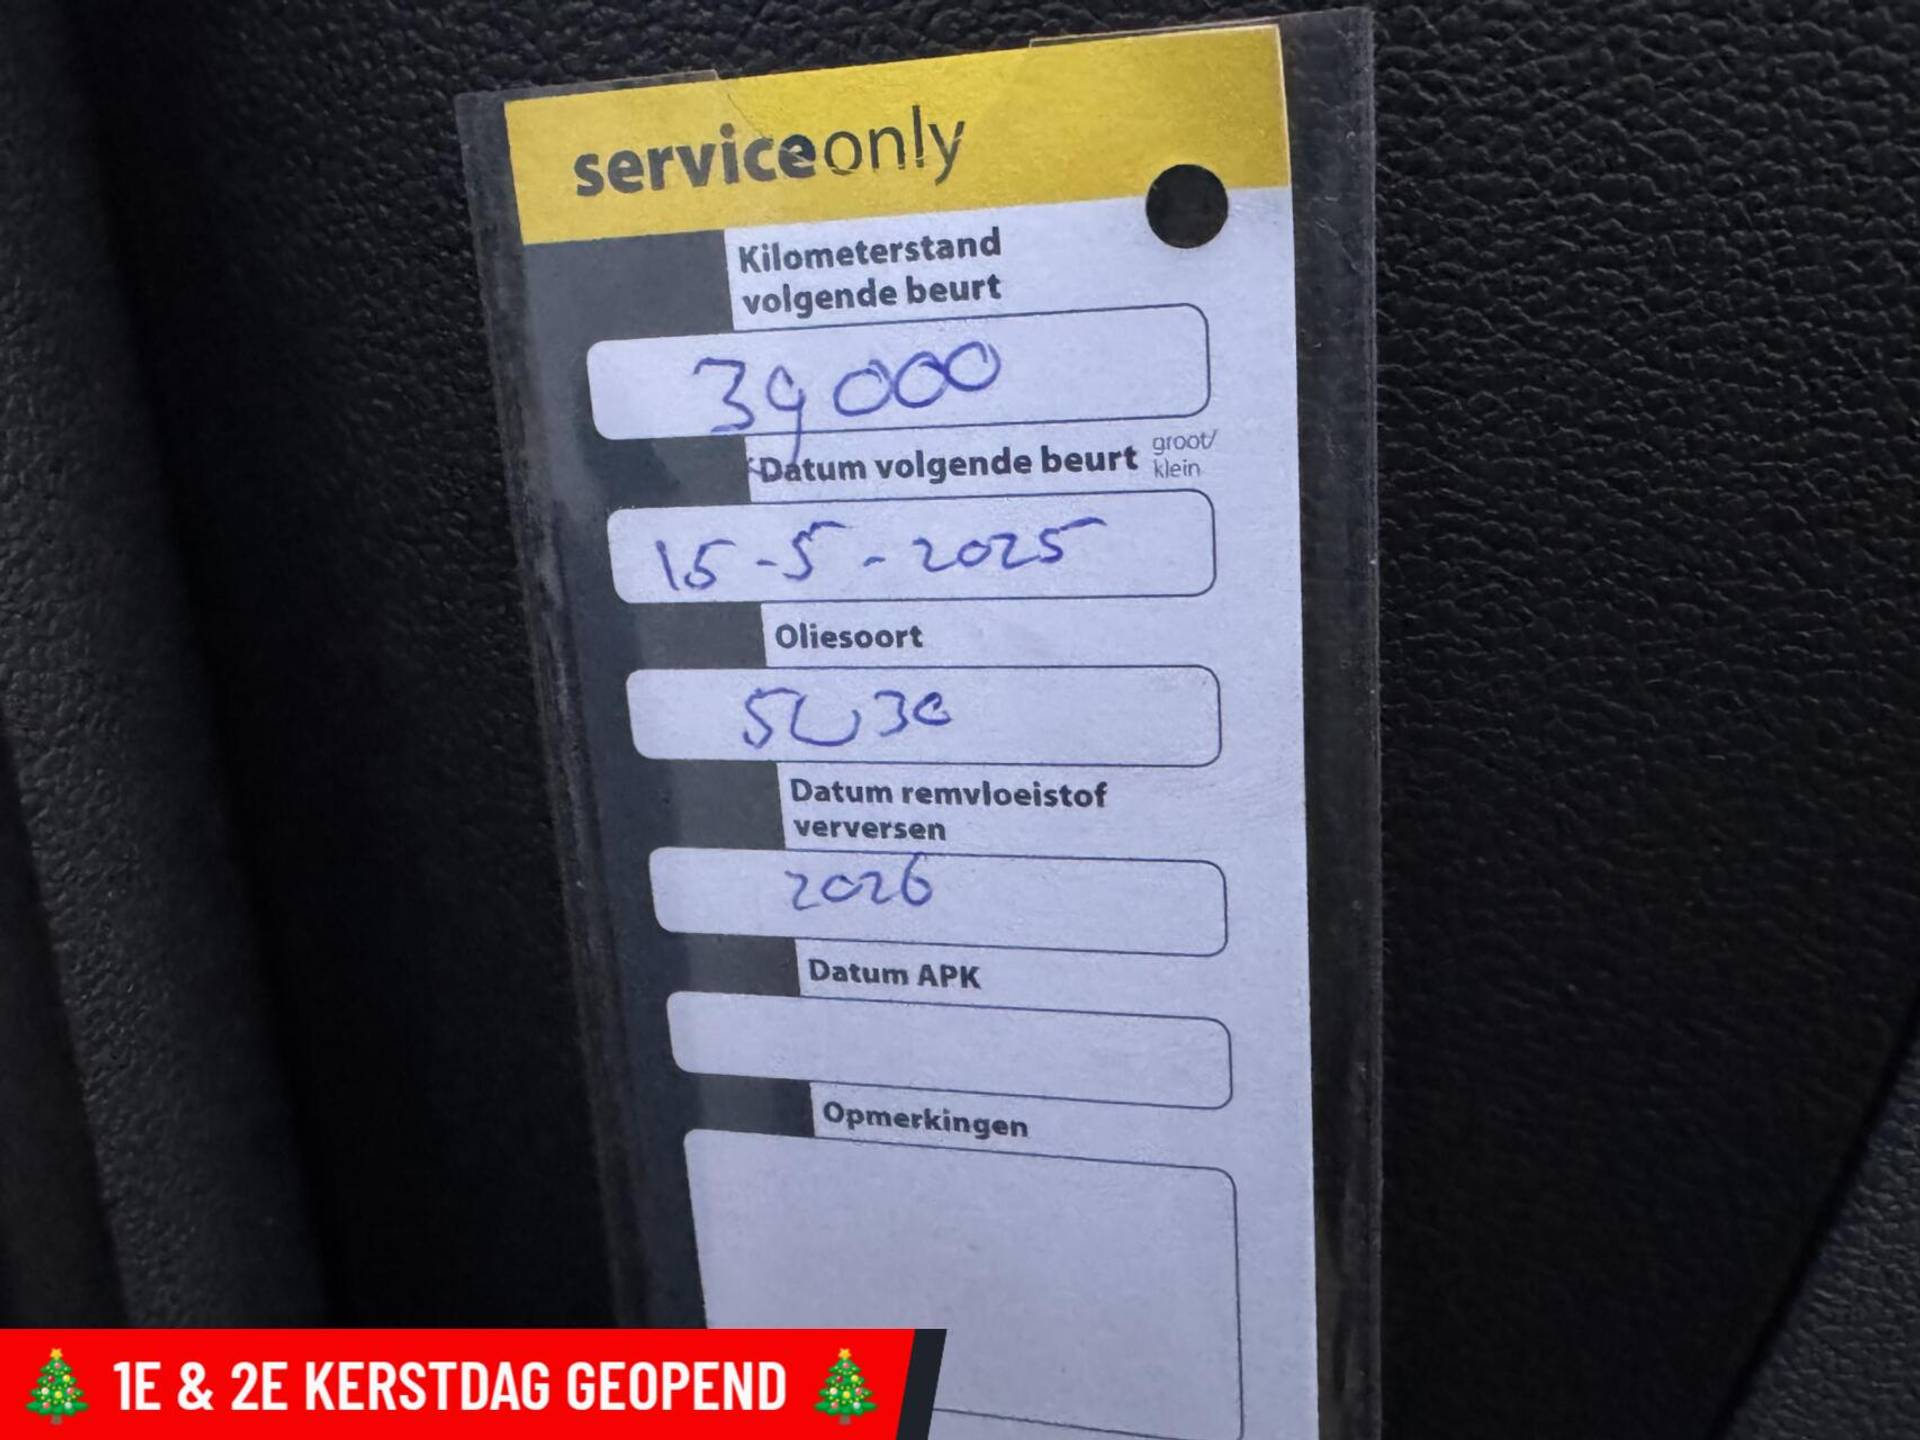 serviceonly
Kilometerstand
volgende beurt
39000
Datum volgende beurt groot/
klein
15-5-2025
Oliesoort
5W30
Datum remvloeistof
verversen
2026
Datum APK
Opmerkingen
1E & 2E KERSTDAG GEOPEND